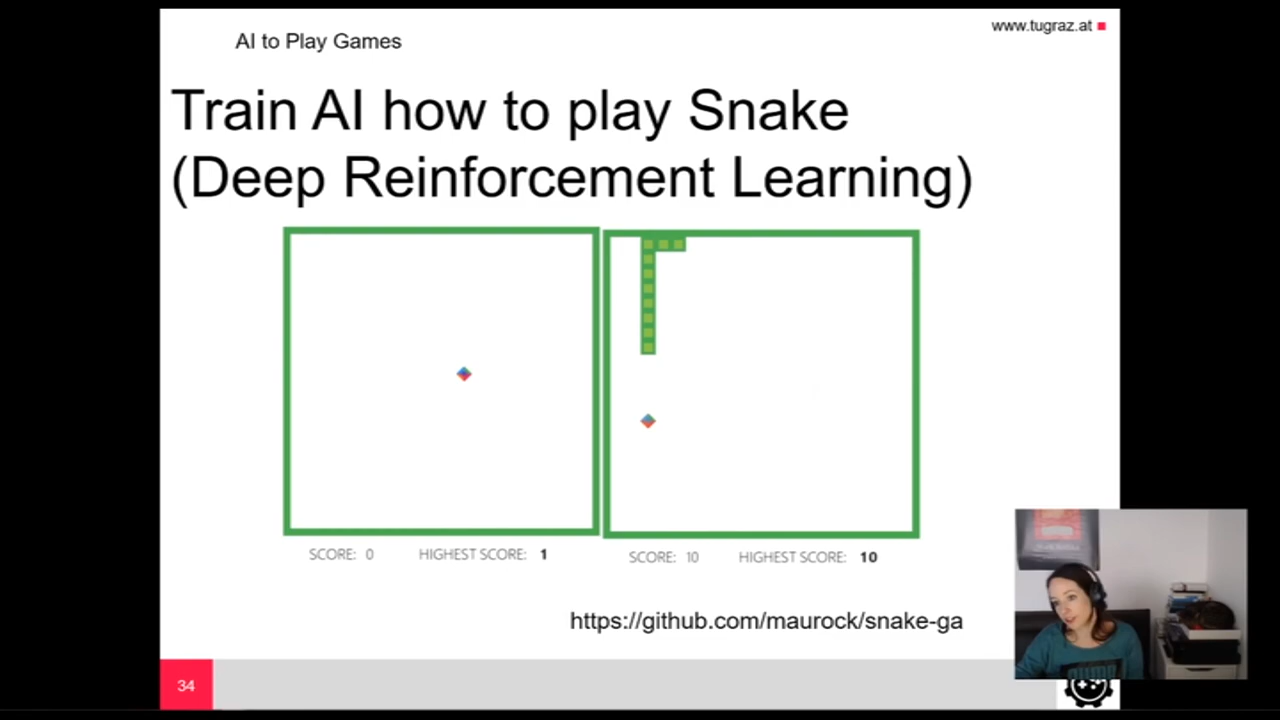 AI to Play Games
www.tugraz.at
Train AI how to play Snake
(Deep Reinforcement Learning)
SCORE: 0 HIGHEST SCORE: 1
SCORE: 10 HIGHEST SCORE: 10
https://github.com/maurock/snake-ga
34